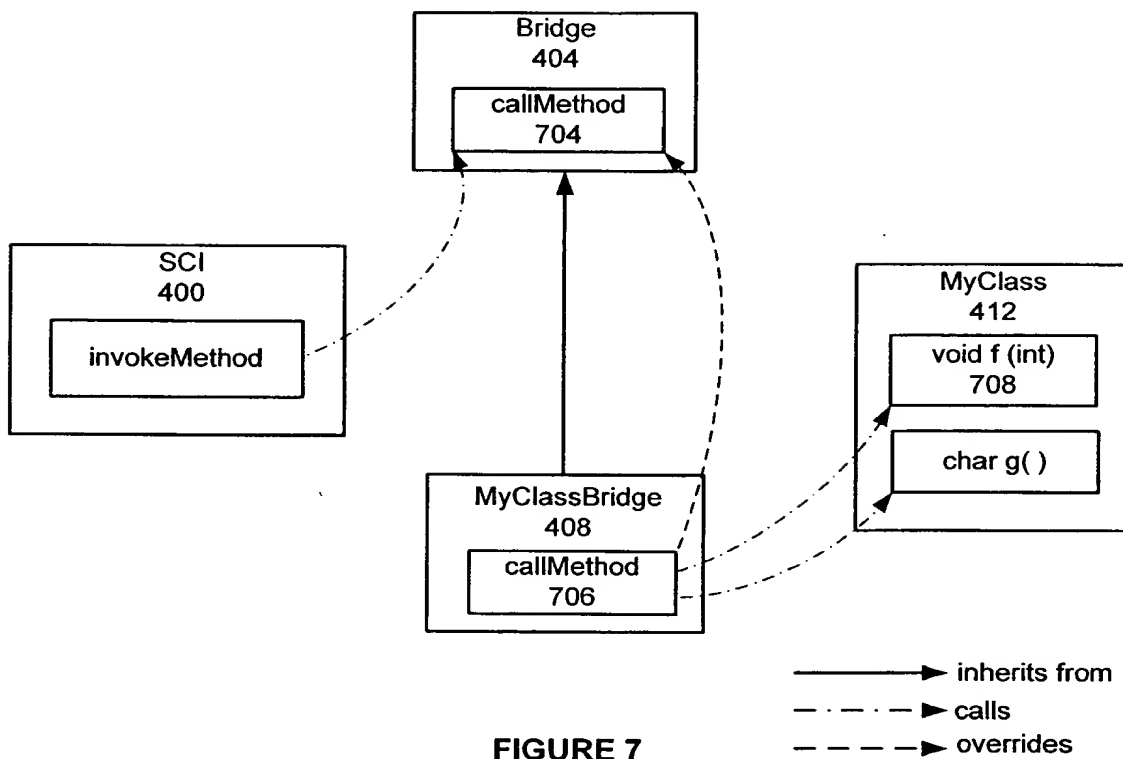 Bridge
404
callMethod
704
SCI
400
invokeMethod
MyClass
412
void f (int)
708
char g( )
MyClassBridge
408
callMethod
706
inherits from
calls
overrides
FIGURE 7